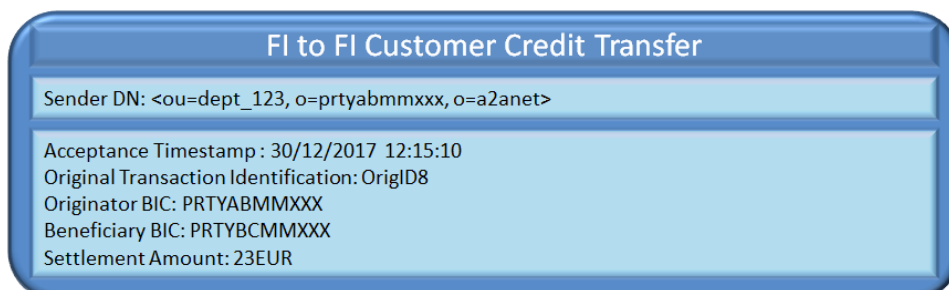 FI to FI Customer Credit Transfer
Sender DN: <ou=dept_123, o=prtyabmmxxx, o=a2anet>
Acceptance Timestamp : 30/12/2017 12:15:10
Original Transaction Identification: OrigID8
Originator BIC: PRTYABMMXXX
Beneficiary BIC: PRTYBCMMXXX
Settlement Amount: 23EUR